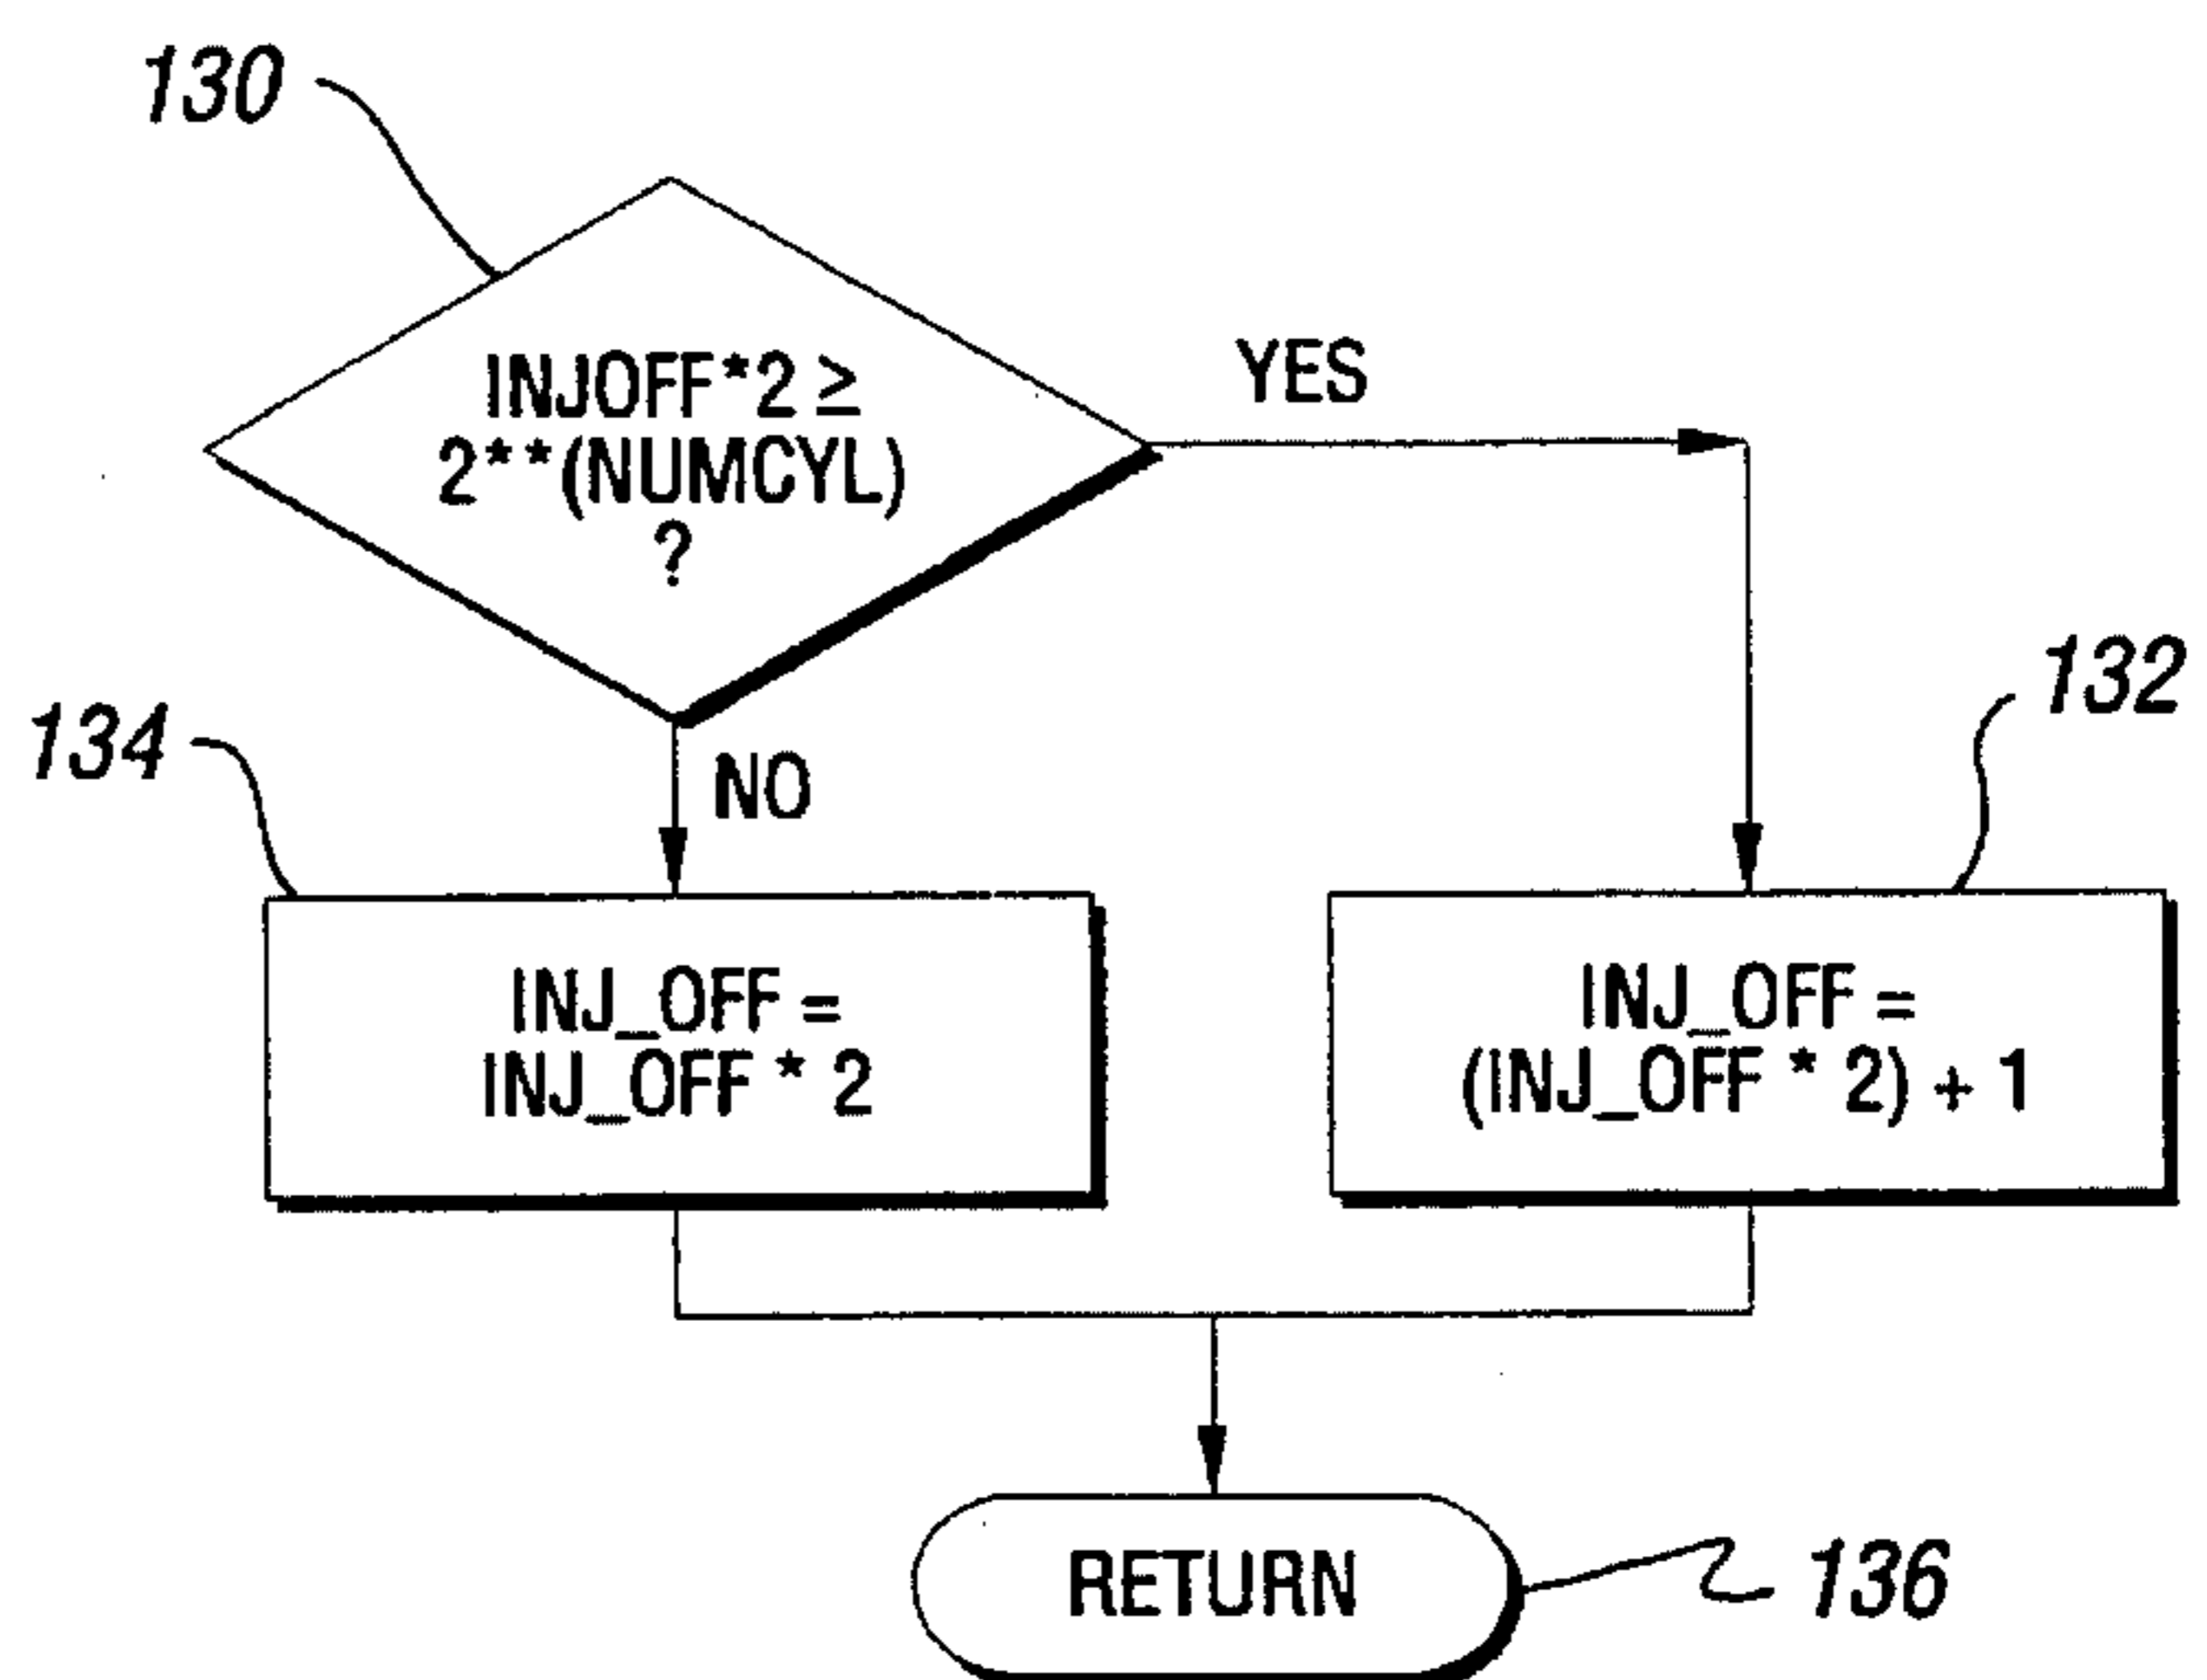 130
INJOFF*2 ≥
2**(NUMCYL)
?
YES
NO
134
132
INJ_OFF =
INJ_OFF * 2
INJ_OFF =
(INJ_OFF * 2) + 1
RETURN
136